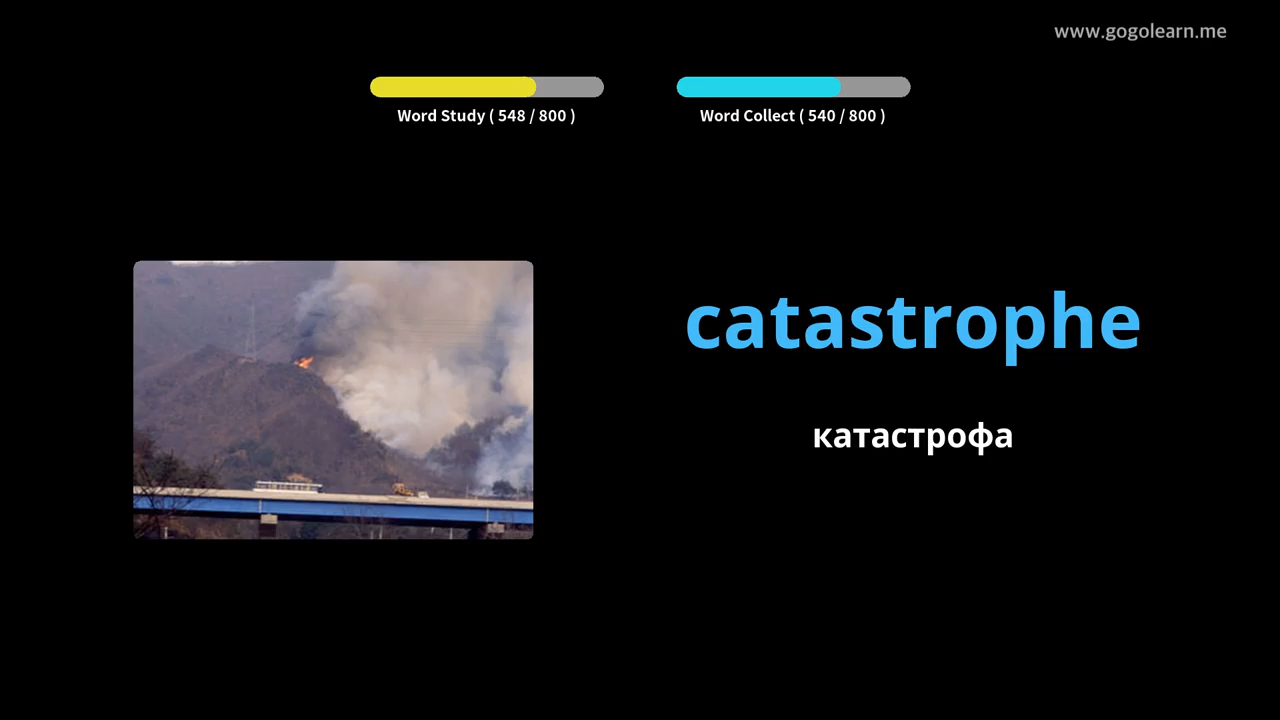 www.gogolearn.me
Word Study ( 548 / 800 )
Word Collect ( 540 / 800 )
catastrophe
катастрофа